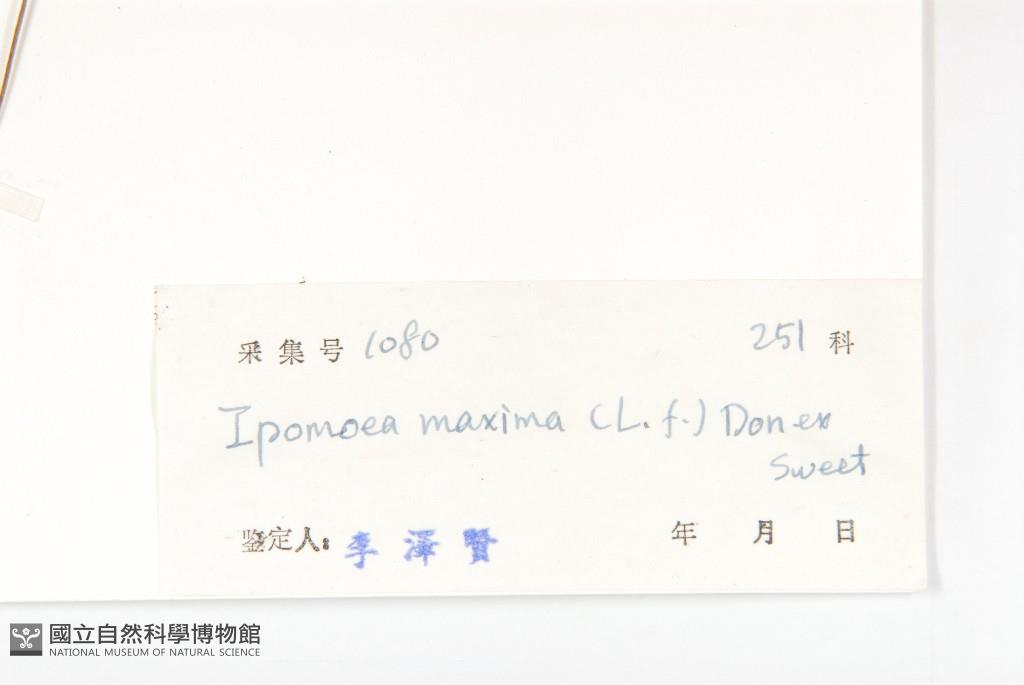 采集号 1080 251 科
Ipomoea maxima (L. f.) Don ex
Sweet
鉴定人: 李澤賢 年 月 日
國立自然科學博物館
NATIONAL MUSEUM OF NATURAL SCIENCE